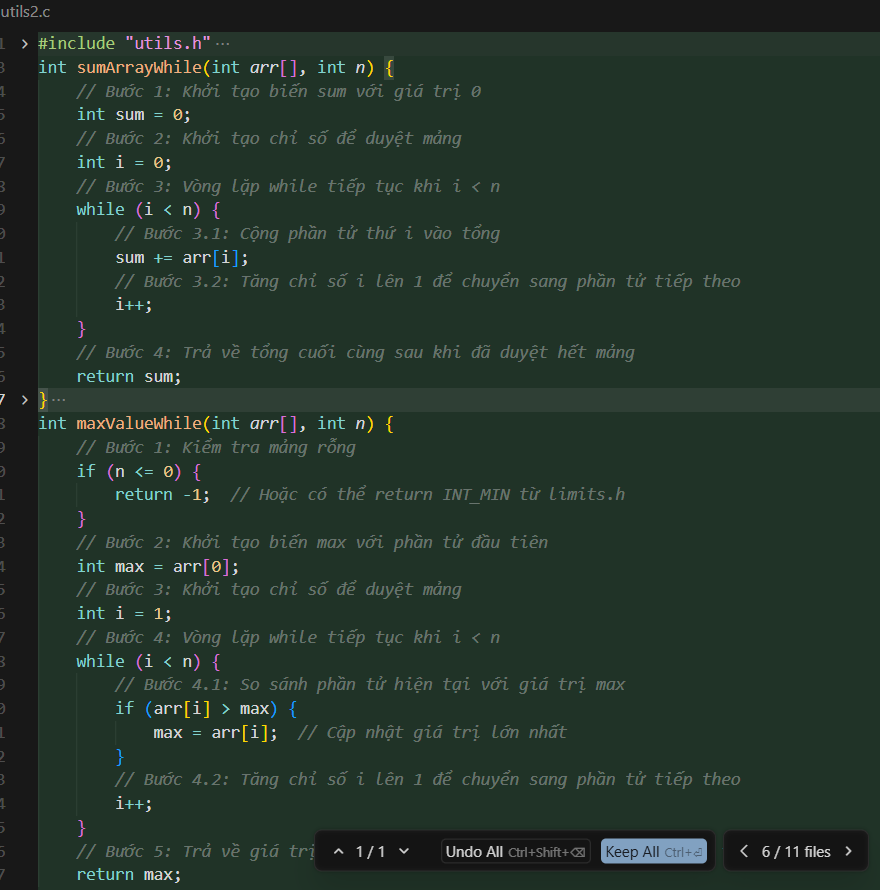 utils2.c
#include "utils.h" ···
int sumArrayWhile(int arr[], int n) {
// Bước 1: Khởi tạo biến sum với giá trị 0
int sum = 0;
// Bước 2: Khởi tạo chỉ số để duyệt mảng
int i = 0;
// Bước 3: Vòng lặp while tiếp tục khi i < n
while (i < n) {
// Bước 3.1: Cộng phần tử thứ i vào tổng
sum += arr[i];
// Bước 3.2: Tăng chỉ số i lên 1 để chuyển sang phần tử tiếp theo
i++;
}
// Bước 4: Trả về tổng cuối cùng sau khi đã duyệt hết mảng
return sum;
} ···
int maxValueWhile(int arr[], int n) {
// Bước 1: Kiểm tra mảng rỗng
if (n <= 0) {
return -1;  // Hoặc có thể return INT_MIN từ limits.h
}
// Bước 2: Khởi tạo biến max với phần tử đầu tiên
int max = arr[0];
// Bước 3: Khởi tạo chỉ số để duyệt mảng
int i = 1;
// Bước 4: Vòng lặp while tiếp tục khi i < n
while (i < n) {
// Bước 4.1: So sánh phần tử hiện tại với giá trị max
if (arr[i] > max) {
max = arr[i];  // Cập nhật giá trị lớn nhất
}
// Bước 4.2: Tăng chỉ số i lên 1 để chuyển sang phần tử tiếp theo
i++;
}
// Bước 5: Trả về giá trị
return max;
1 / 1 Undo All Ctrl+Shift+⌫ Keep All Ctrl+⏎ 6 / 11 files